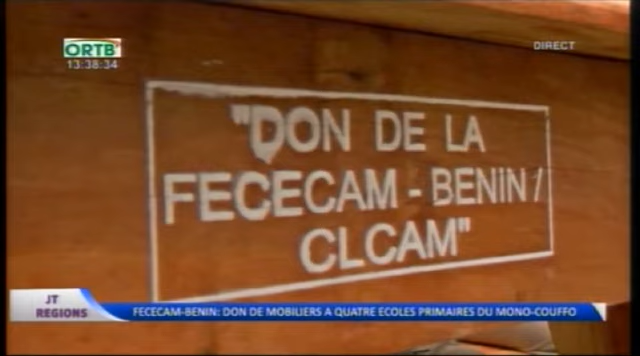 ORTB
DIRECT
13:38:34
"DON DE LA
FECECAM - BENiN /
CLCAM"
JT
REGIONS
FECECAM-BENIN: DON DE MOBILIERS A QUATRE ECOLES PRIMAIRES DU MONO-COUFFO